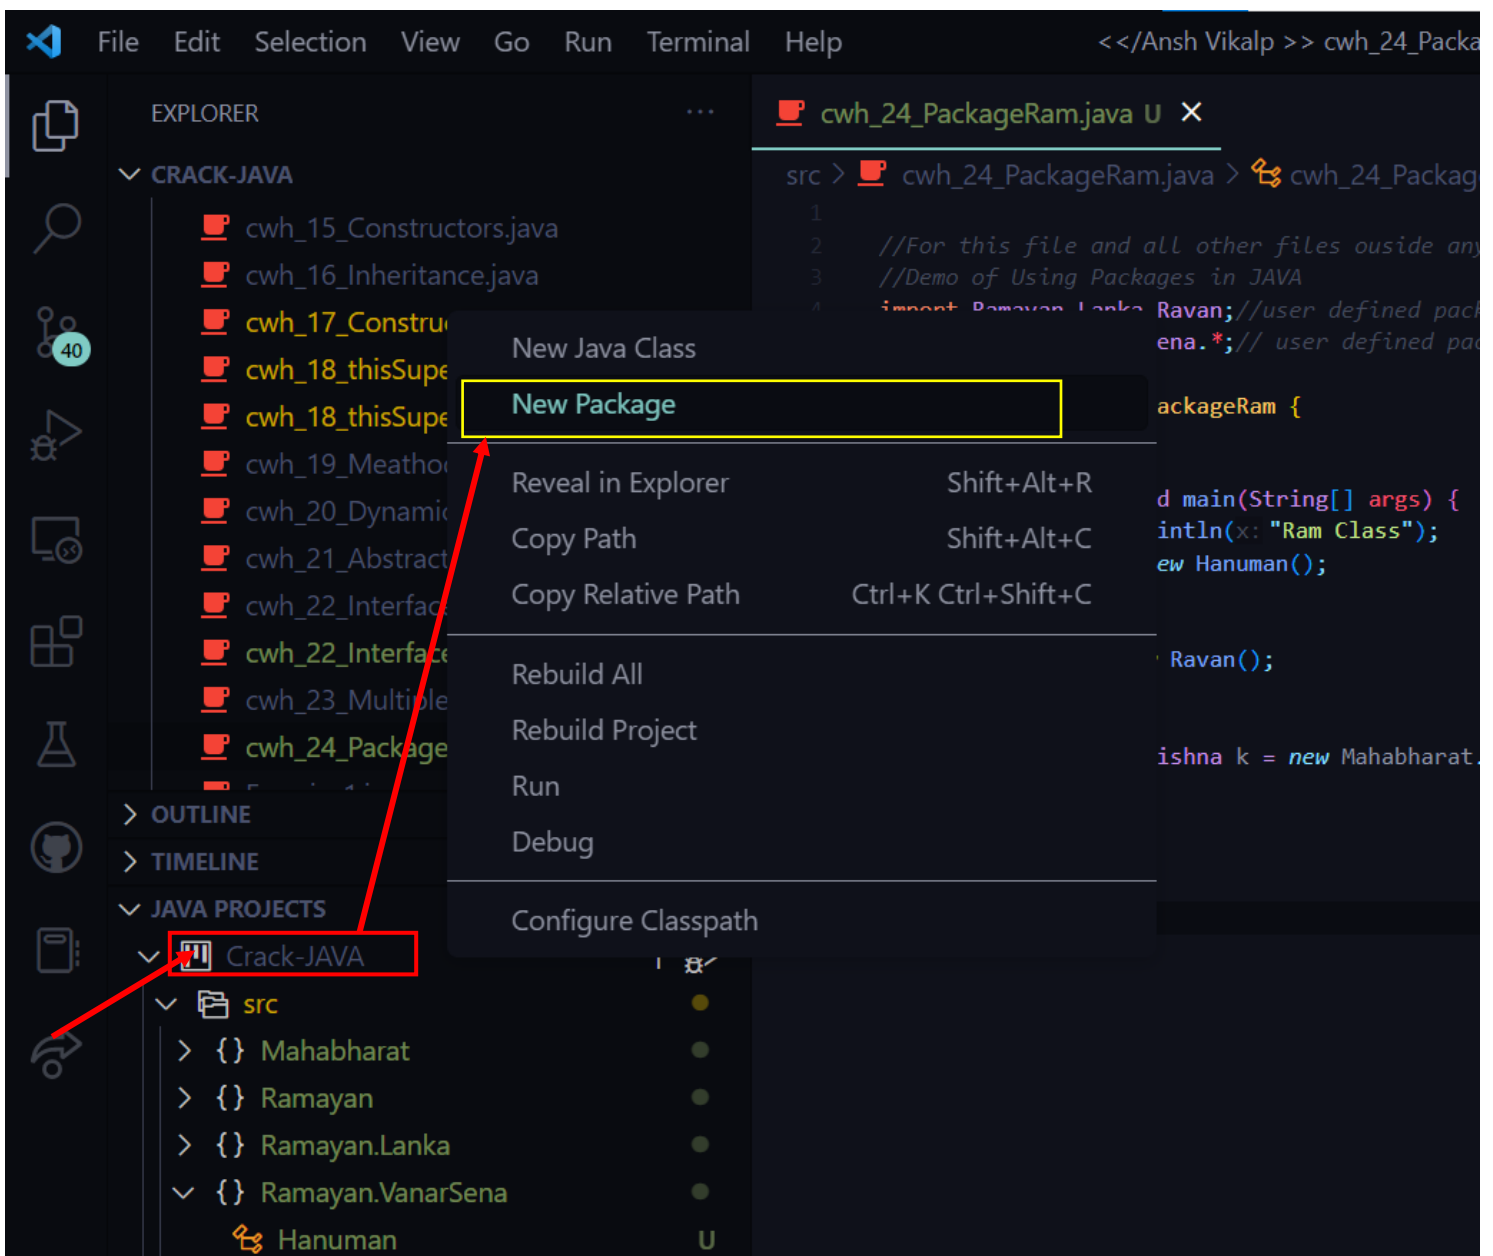 File Edit Selection View Go Run Terminal Help <</Ansh Vikalp >> cwh_24_Packa
EXPLORER ...
CRACK-JAVA
cwh_15_Constructors.java
cwh_16_Inheritance.java
cwh_17_Constru
cwh_18_thisSupe
cwh_18_thisSupe
cwh_19_Meatho
cwh_20_Dynamic
cwh_21_Abstract
cwh_22_Interfac
cwh_22_Interface
cwh_23_Multiple
cwh_24_Package
40
OUTLINE
TIMELINE
JAVA PROJECTS
Crack-JAVA
src
{} Mahabharat
{} Ramayan
{} Ramayan.Lanka
{} Ramayan.VanarSena
Hanuman U
New Java Class
New Package
Reveal in Explorer Shift+Alt+R
Copy Path Shift+Alt+C
Copy Relative Path Ctrl+K Ctrl+Shift+C
Rebuild All
Rebuild Project
Run
Debug
Configure Classpath
cwh_24_PackageRam.java U
src > cwh_24_PackageRam.java > cwh_24_Packag
1
2 //For this file and all other files ouside any
3 //Demo of Using Packages in JAVA
4 import Ramayan.Lanka.Ravan;//user defined pack
ena.*;// user defined pac
ackageRam {
d main(String[] args) {
intln(x: "Ram Class");
ew Hanuman();
Ravan();
ishna k = new Mahabharat.